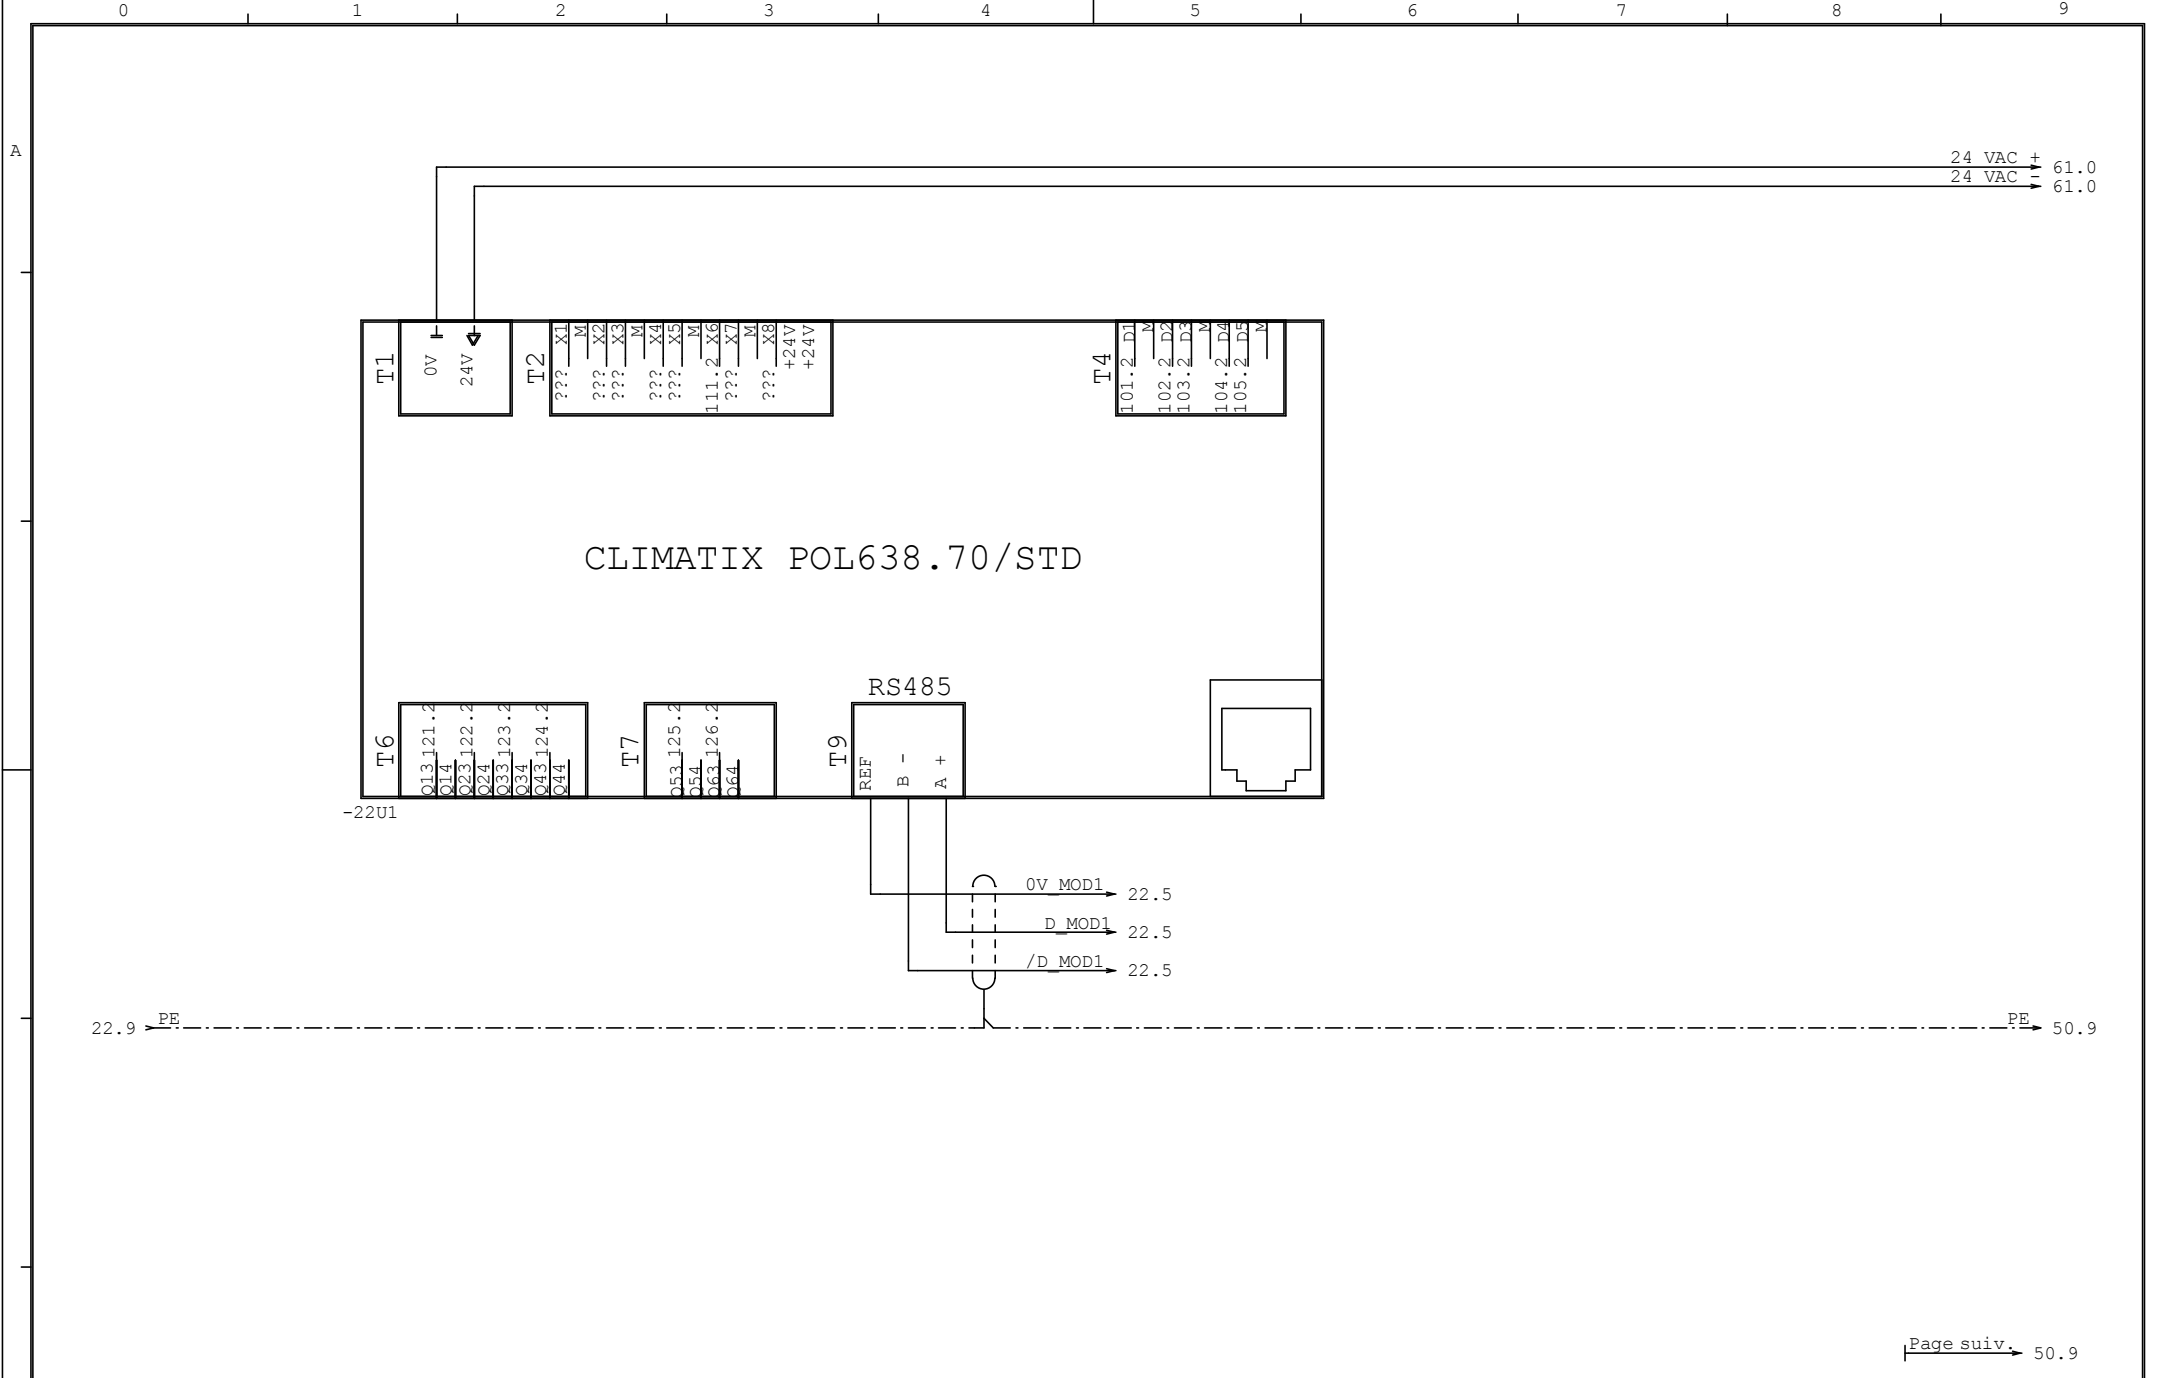 0 1 2 3 4 5 6 7 8 9
A
24 VAC + 61.0
24 VAC - 61.0
T1
0V
24V
T2
??? X1
M
??? X2
??? X3
M
??? X4
??? X5
M
111.2 X6
??? X7
M
??? X8
+24V
+24V
T4
101.2 D1
M
102.2 D2
103.2 D3
M
104.2 D4
105.2 D5
M
CLIMATIX POL638.70/STD
RS485
T6
Q13 121.2
Q14
Q23 122.2
Q24
Q33 123.2
Q34
Q43 124.2
Q44
T7
Q53 125.2
Q54
Q63 126.2
Q64
T9
REF
B -
A +
-22U1
0V_MOD1 22.5
D_MOD1 22.5
/D_MOD1 22.5
22.9 PE
PE 50.9
Page suiv. 50.9